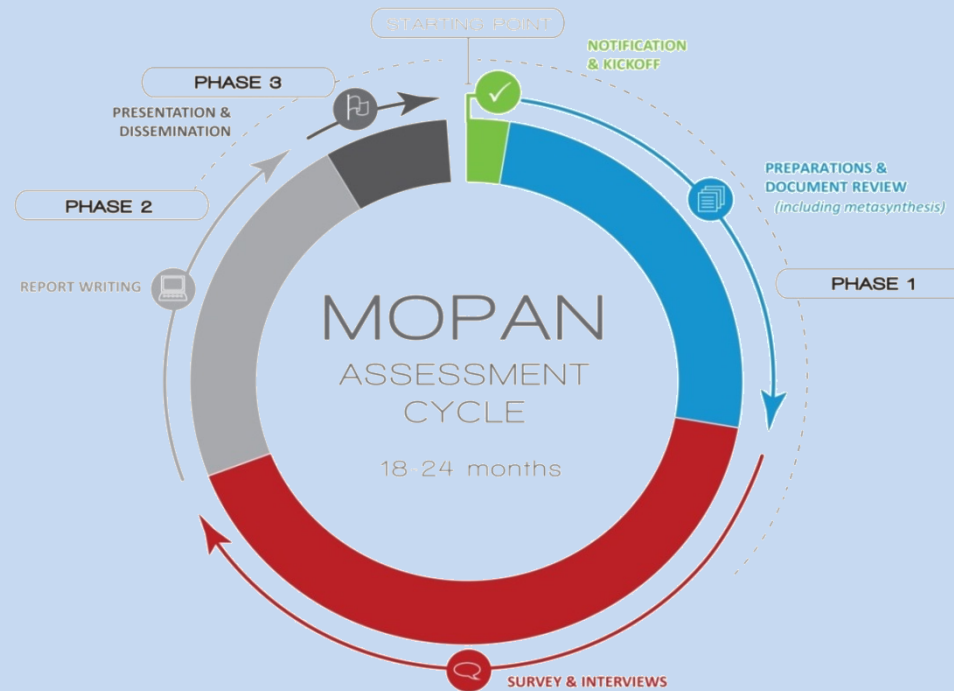 STARTING POINT
NOTIFICATION
& KICKOFF
PHASE 3
PRESENTATION &
DISSEMINATION
PREPARATIONS &
DOCUMENT REVIEW
(including metasynthesis)
PHASE 2
PHASE 1
REPORT WRITING
MOPAN
ASSESSMENT
CYCLE
18-24 months
SURVEY & INTERVIEWS